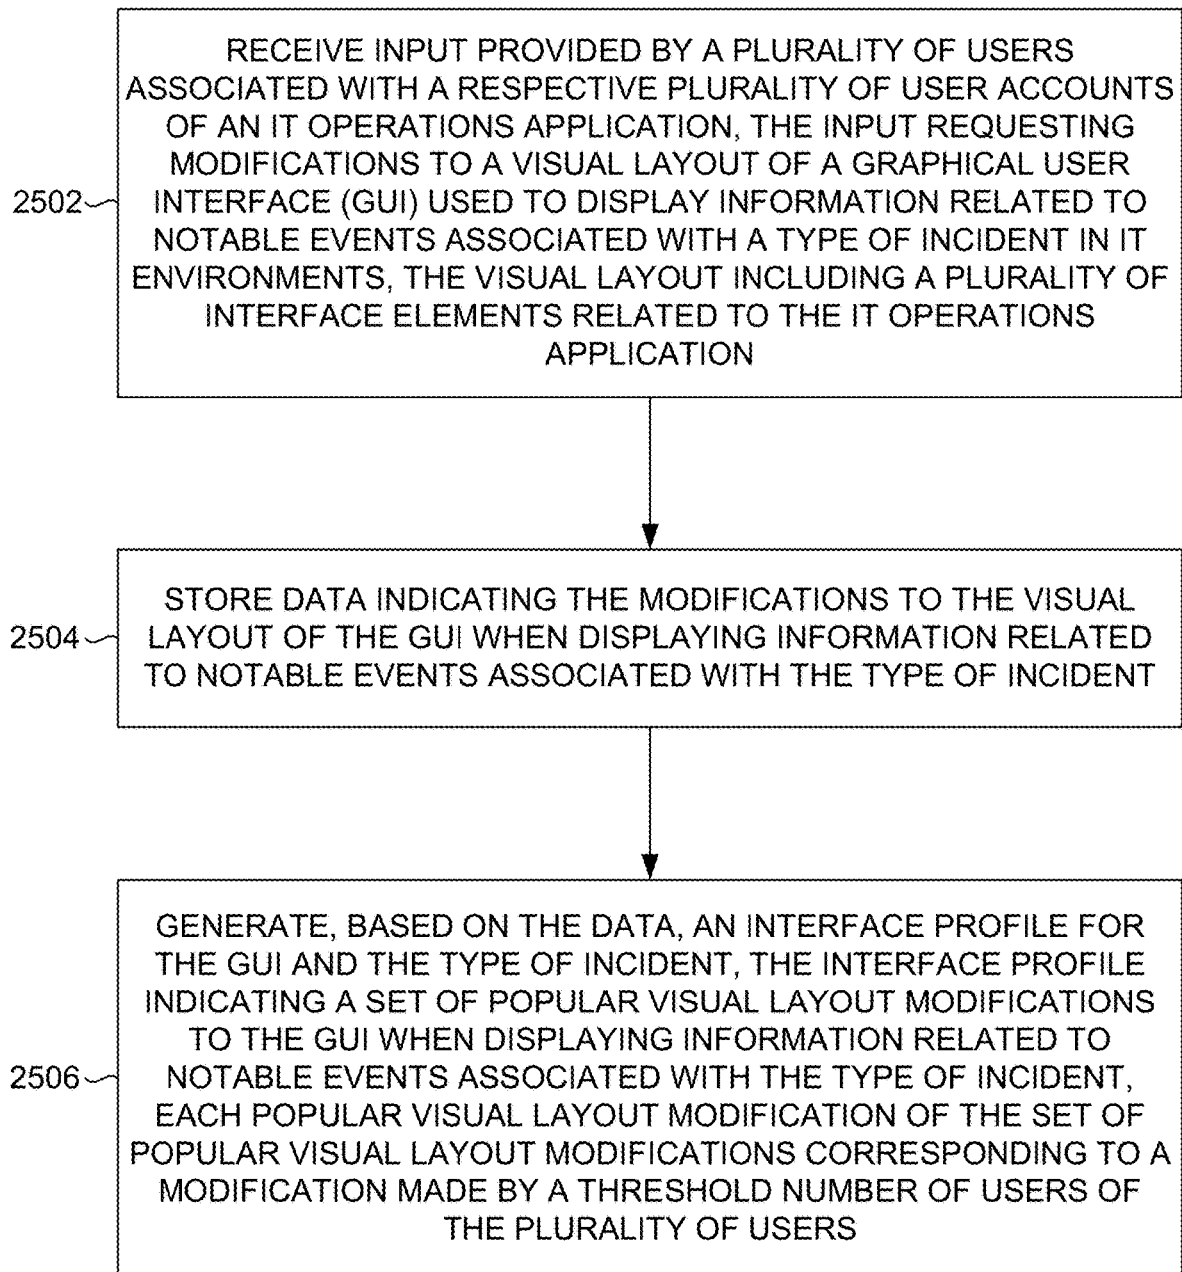 RECEIVE INPUT PROVIDED BY A PLURALITY OF USERS
ASSOCIATED WITH A RESPECTIVE PLURALITY OF USER ACCOUNTS
OF AN IT OPERATIONS APPLICATION, THE INPUT REQUESTING
MODIFICATIONS TO A VISUAL LAYOUT OF A GRAPHICAL USER
2502 INTERFACE (GUI) USED TO DISPLAY INFORMATION RELATED TO
NOTABLE EVENTS ASSOCIATED WITH A TYPE OF INCIDENT IN IT
ENVIRONMENTS, THE VISUAL LAYOUT INCLUDING A PLURALITY OF
INTERFACE ELEMENTS RELATED TO THE IT OPERATIONS
APPLICATION
STORE DATA INDICATING THE MODIFICATIONS TO THE VISUAL
2504 LAYOUT OF THE GUI WHEN DISPLAYING INFORMATION RELATED
TO NOTABLE EVENTS ASSOCIATED WITH THE TYPE OF INCIDENT
GENERATE, BASED ON THE DATA, AN INTERFACE PROFILE FOR
THE GUI AND THE TYPE OF INCIDENT, THE INTERFACE PROFILE
INDICATING A SET OF POPULAR VISUAL LAYOUT MODIFICATIONS
TO THE GUI WHEN DISPLAYING INFORMATION RELATED TO
2506 NOTABLE EVENTS ASSOCIATED WITH THE TYPE OF INCIDENT,
EACH POPULAR VISUAL LAYOUT MODIFICATION OF THE SET OF
POPULAR VISUAL LAYOUT MODIFICATIONS CORRESPONDING TO A
MODIFICATION MADE BY A THRESHOLD NUMBER OF USERS OF
THE PLURALITY OF USERS